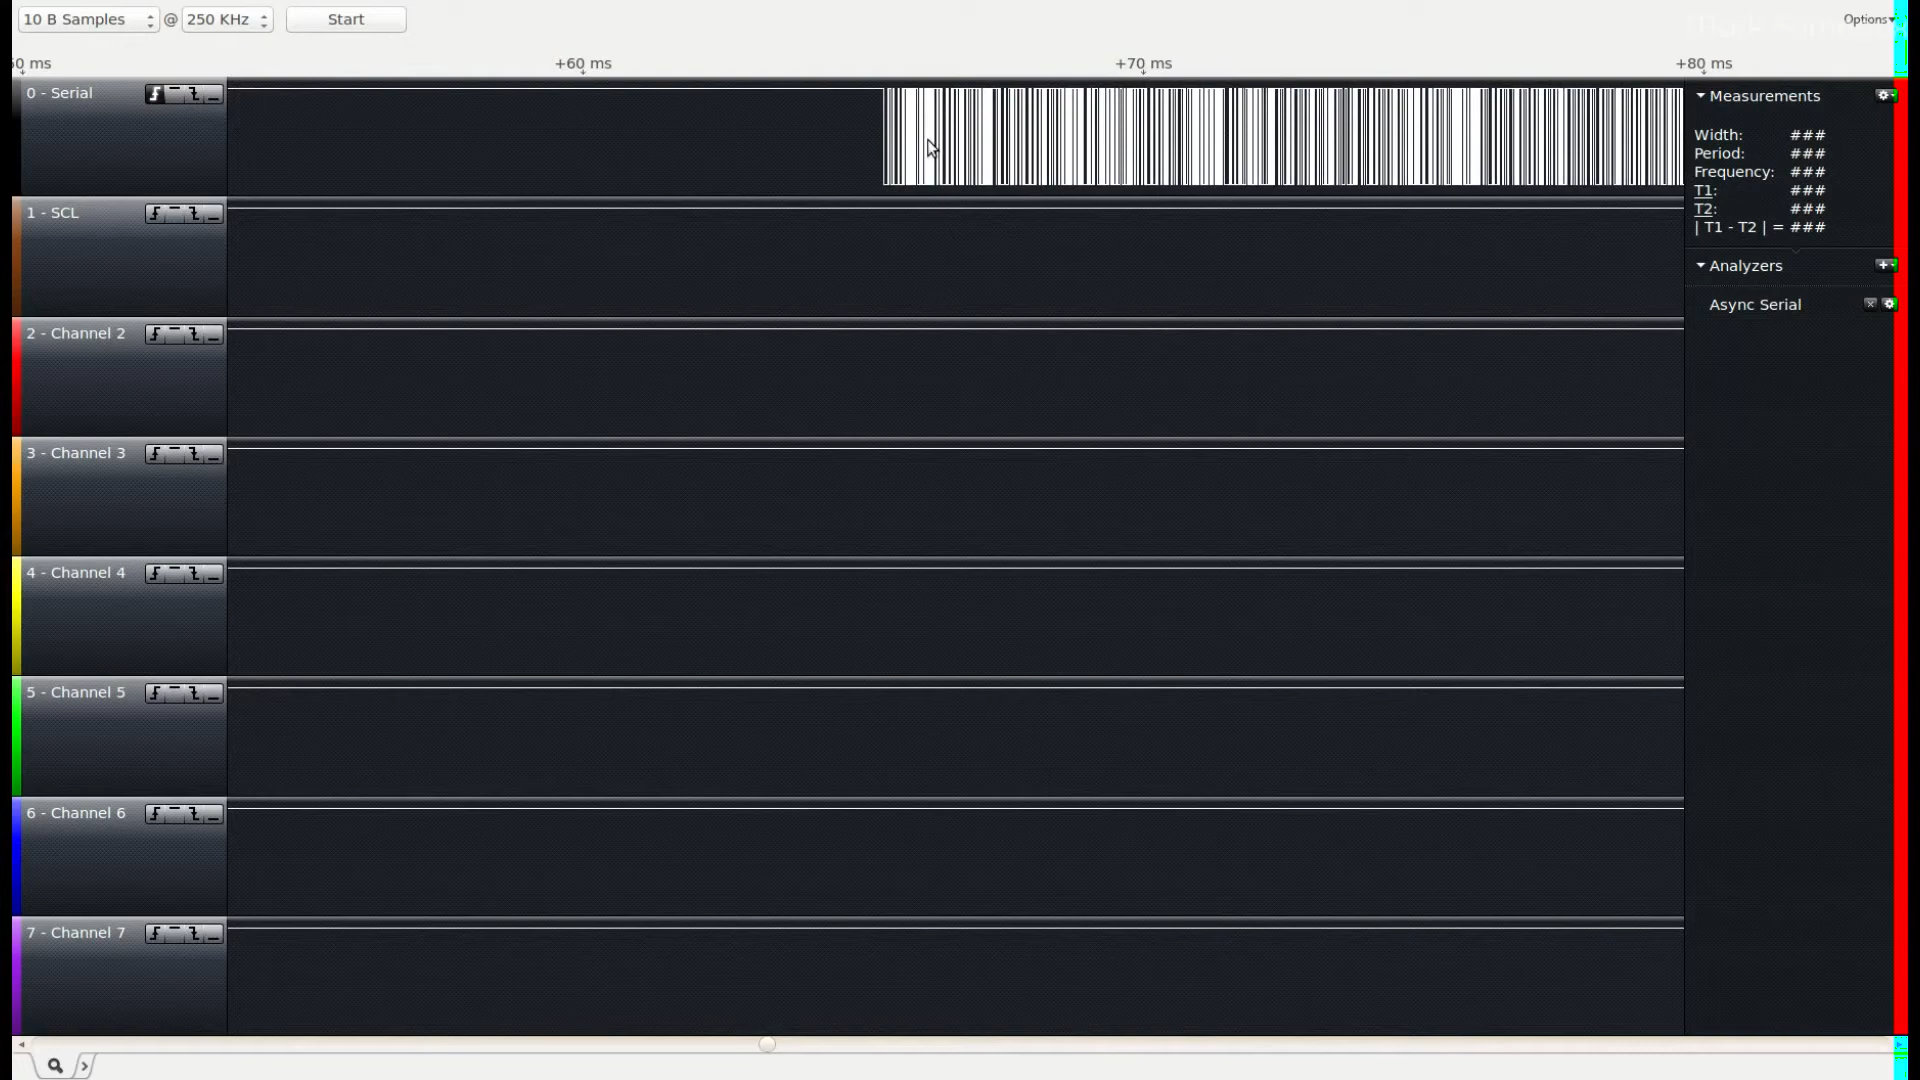 10 B Samples @ 250 KHz Start Options
0 ms +60 ms +70 ms +80 ms
0 - Serial
1 - SCL
2 - Channel 2
3 - Channel 3
4 - Channel 4
5 - Channel 5
6 - Channel 6
7 - Channel 7
Measurements
Width: ###
Period: ###
Frequency: ###
T1: ###
T2: ###
| T1 - T2 | = ###
Analyzers
Async Serial